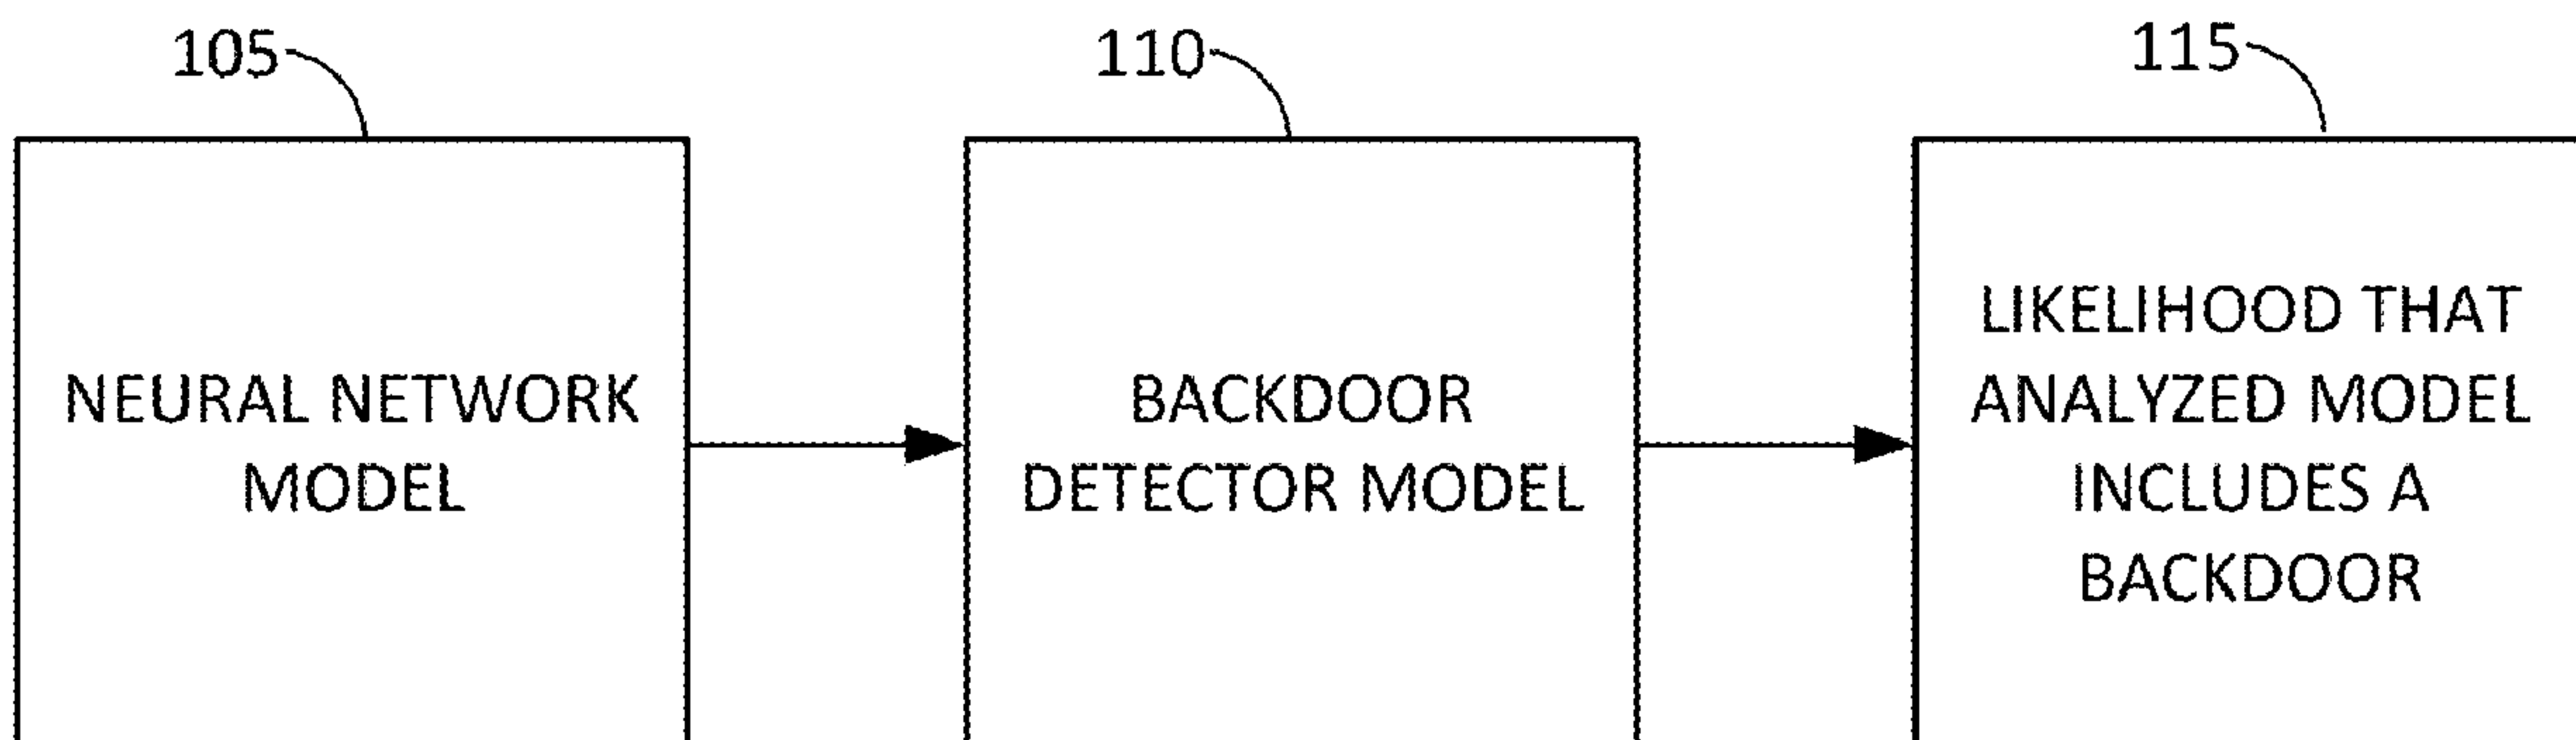 105
110
115
NEURAL NETWORK
MODEL
BACKDOOR
DETECTOR MODEL
LIKELIHOOD THAT
ANALYZED MODEL
INCLUDES A
BACKDOOR